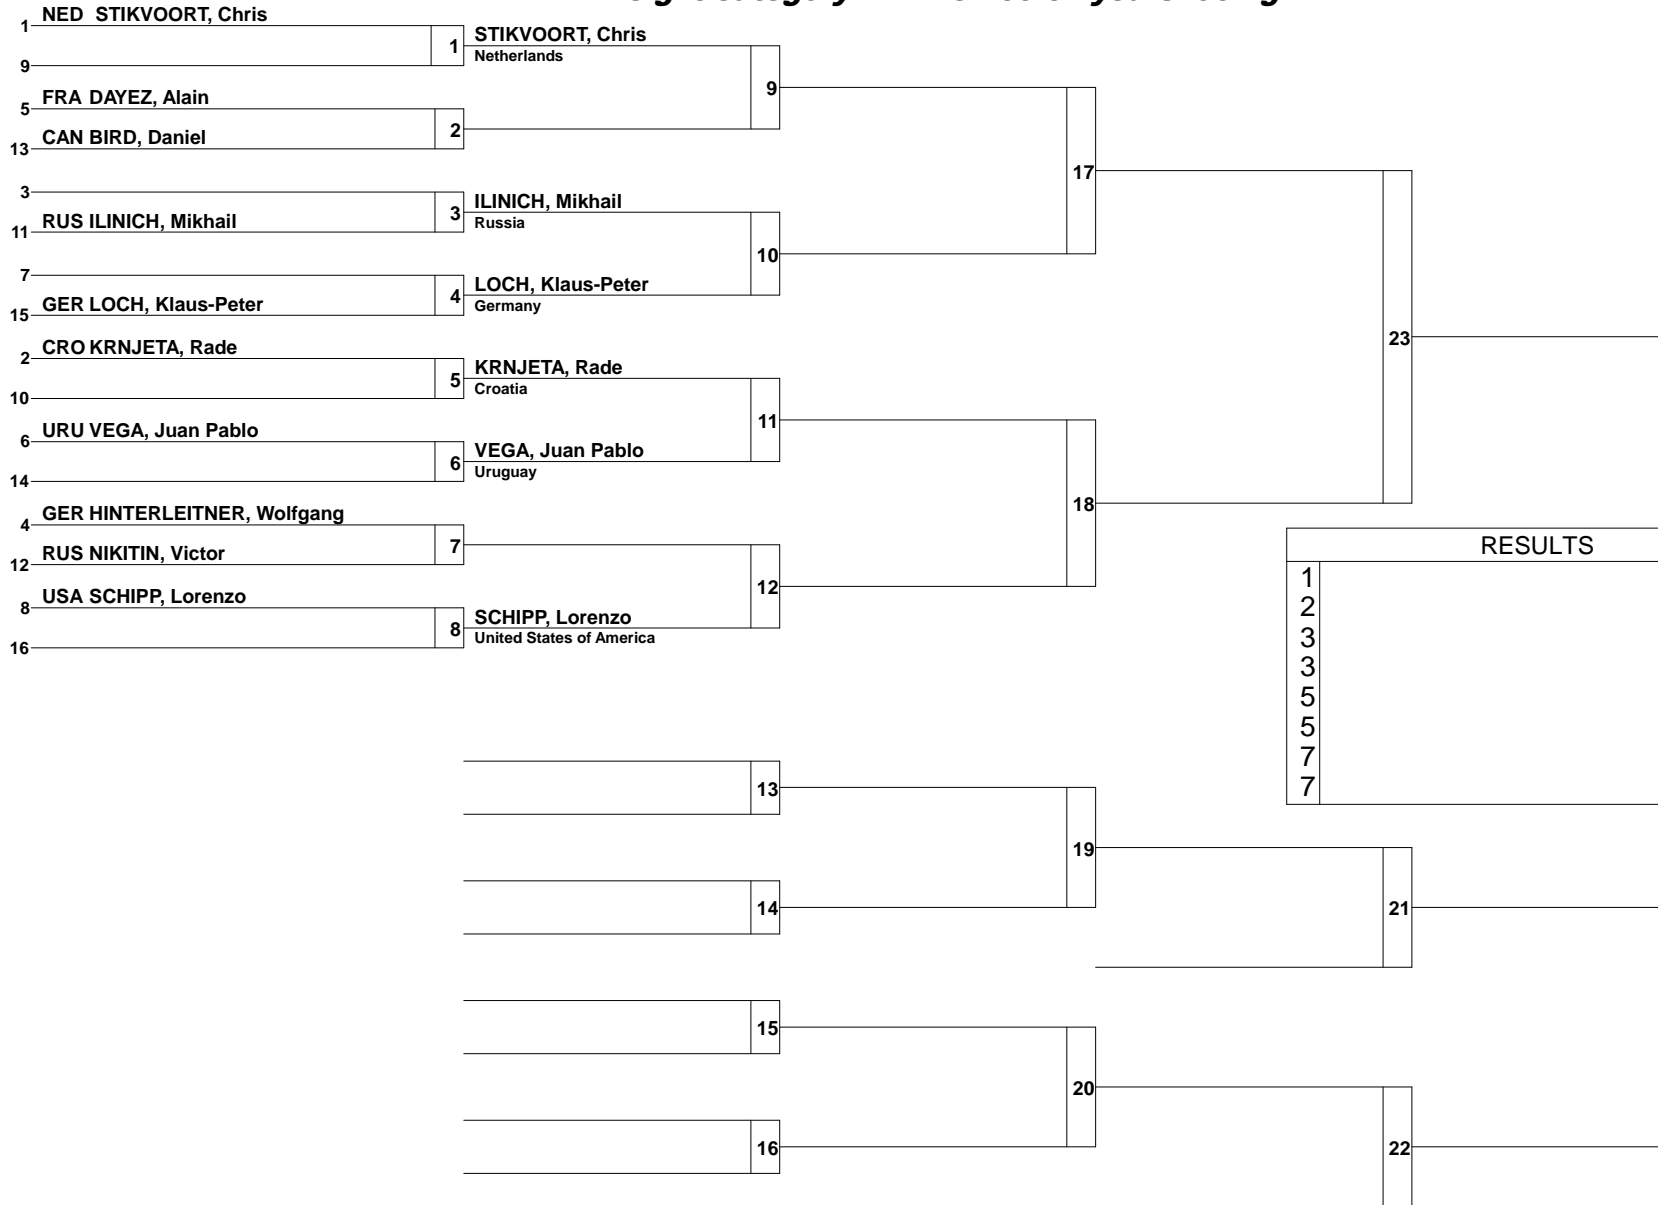 1 NED STIKVOORT, Chris
9
1 STIKVOORT, Chris
Netherlands
5 FRA DAYEZ, Alain
13 CAN BIRD, Daniel
2
9
3
11 RUS ILINICH, Mikhail
3 ILINICH, Mikhail
Russia
7
15 GER LOCH, Klaus-Peter
4 LOCH, Klaus-Peter
Germany
10
17
2 CRO KRNJETA, Rade
10
5 KRNJETA, Rade
Croatia
6 URU VEGA, Juan Pablo
14
6 VEGA, Juan Pablo
Uruguay
11
4 GER HINTERLEITNER, Wolfgang
12 RUS NIKITIN, Victor
7
8 USA SCHIPP, Lorenzo
16
8 SCHIPP, Lorenzo
United States of America
12
18
23
RESULTS
1
2
3
3
5
5
7
7
13
14
19
21
15
16
20
22